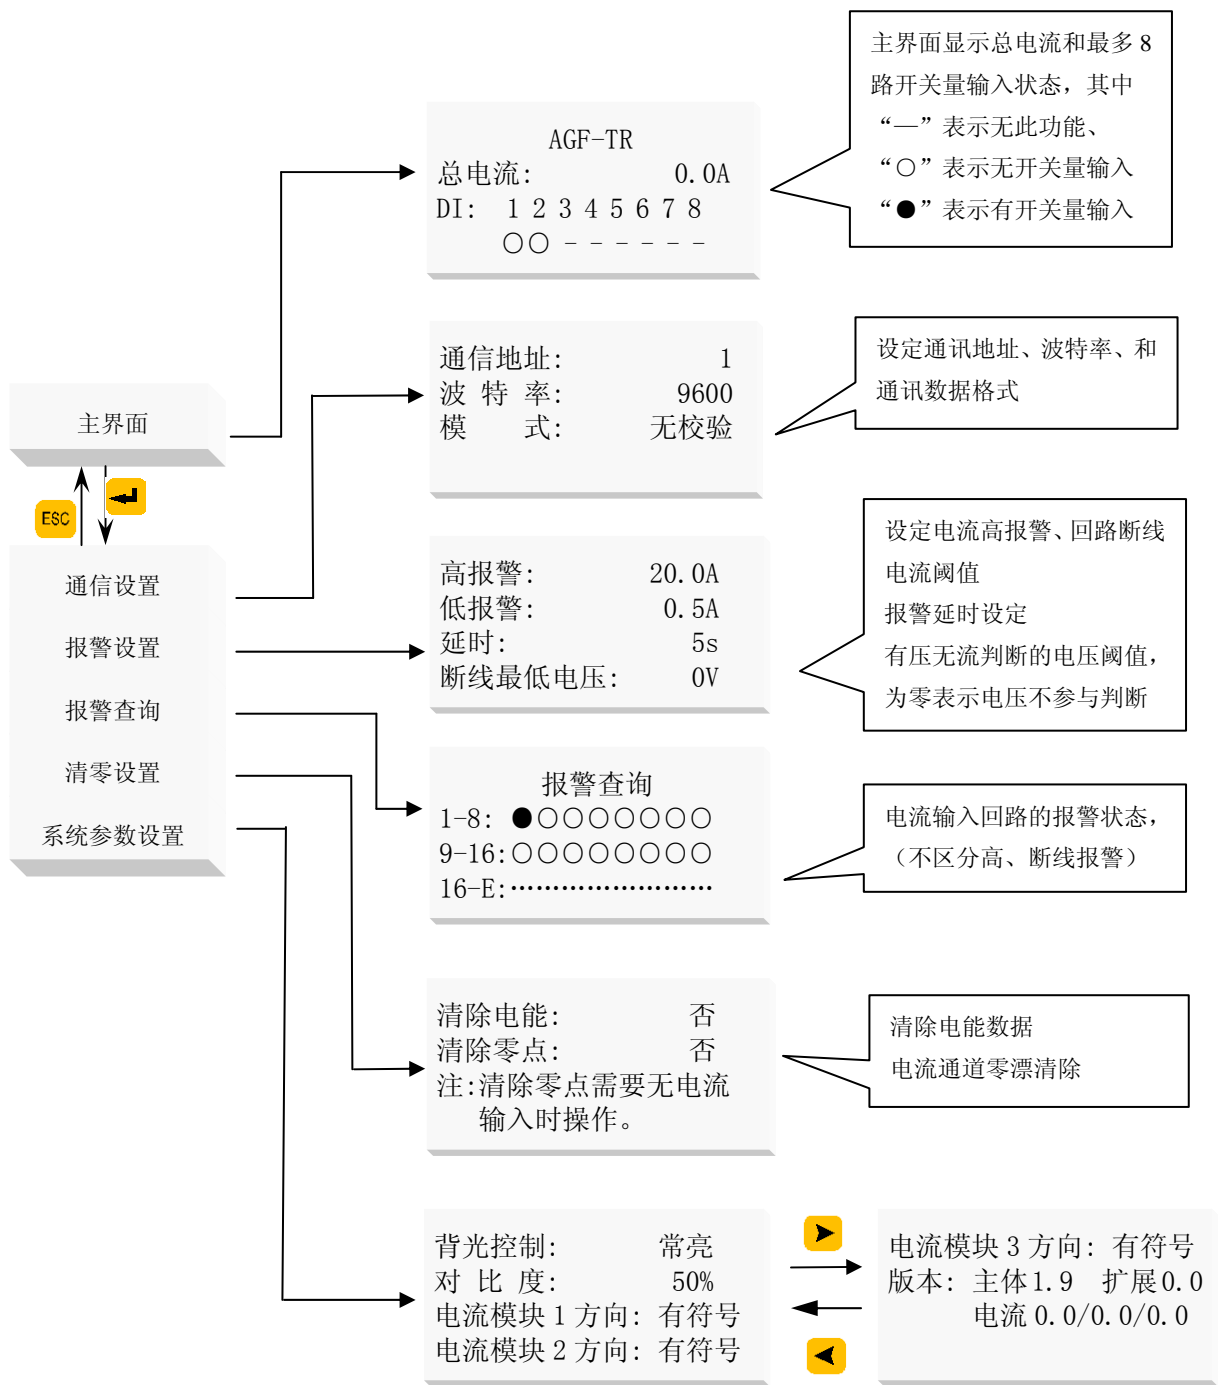 主界面显示总电流和最多 8
路开关量输入状态，其中
“—”表示无此功能、
“○”表示无开关量输入
“●”表示有开关量输入
AGF-TR
总电流: 0.0A
DI: 1 2 3 4 5 6 7 8
○○ - - - - - -
通信地址: 1
波 特 率: 9600
模 式: 无校验
设定通讯地址、波特率、和
通讯数据格式
主界面
ESC
通信设置
报警设置
报警查询
清零设置
系统参数设置
高报警: 20.0A
低报警: 0.5A
延时: 5s
断线最低电压: 0V
设定电流高报警、回路断线
电流阈值
报警延时设定
有压无流判断的电压阈值，
为零表示电压不参与判断
报警查询
1-8: ●○○○○○○○
9-16:○○○○○○○○
16-E:……………………
电流输入回路的报警状态，
（不区分高、断线报警）
清除电能: 否
清除零点: 否
注:清除零点需要无电流
输入时操作。
清除电能数据
电流通道零漂清除
背光控制: 常亮
对 比 度: 50%
电流模块 1 方向: 有符号
电流模块 2 方向: 有符号
电流模块 3 方向: 有符号
版本: 主体1.9 扩展0.0
电流 0.0/0.0/0.0